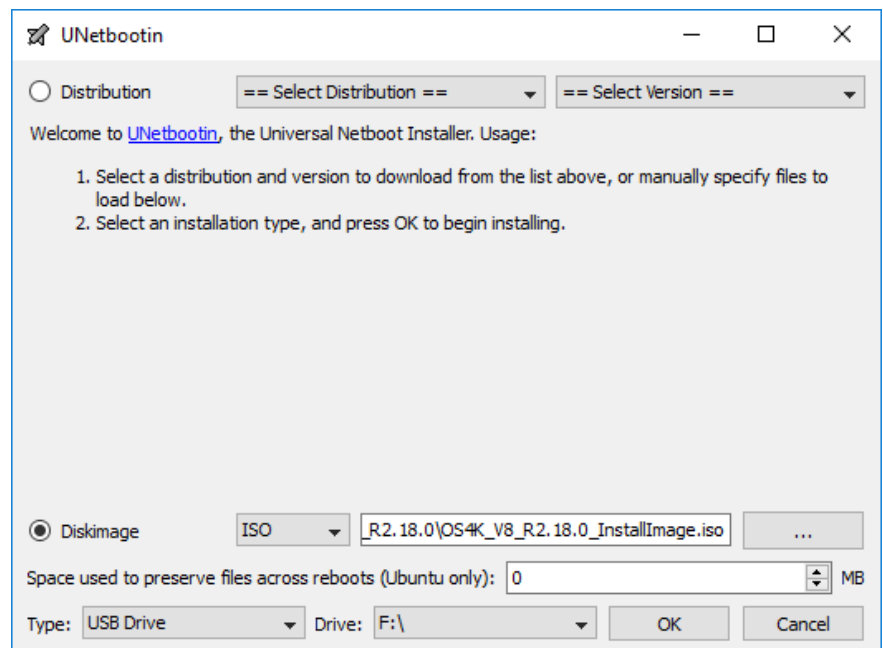 UNetbootin
Distribution == Select Distribution == == Select Version ==
Welcome to UNetbootin, the Universal Netboot Installer. Usage:
1. Select a distribution and version to download from the list above, or manually specify files to
load below.
2. Select an installation type, and press OK to begin installing.
Diskimage ISO _R2.18.0\OS4K_V8_R2.18.0_InstallImage.iso ...
Space used to preserve files across reboots (Ubuntu only): 0 MB
Type: USB Drive Drive: F:\ OK Cancel